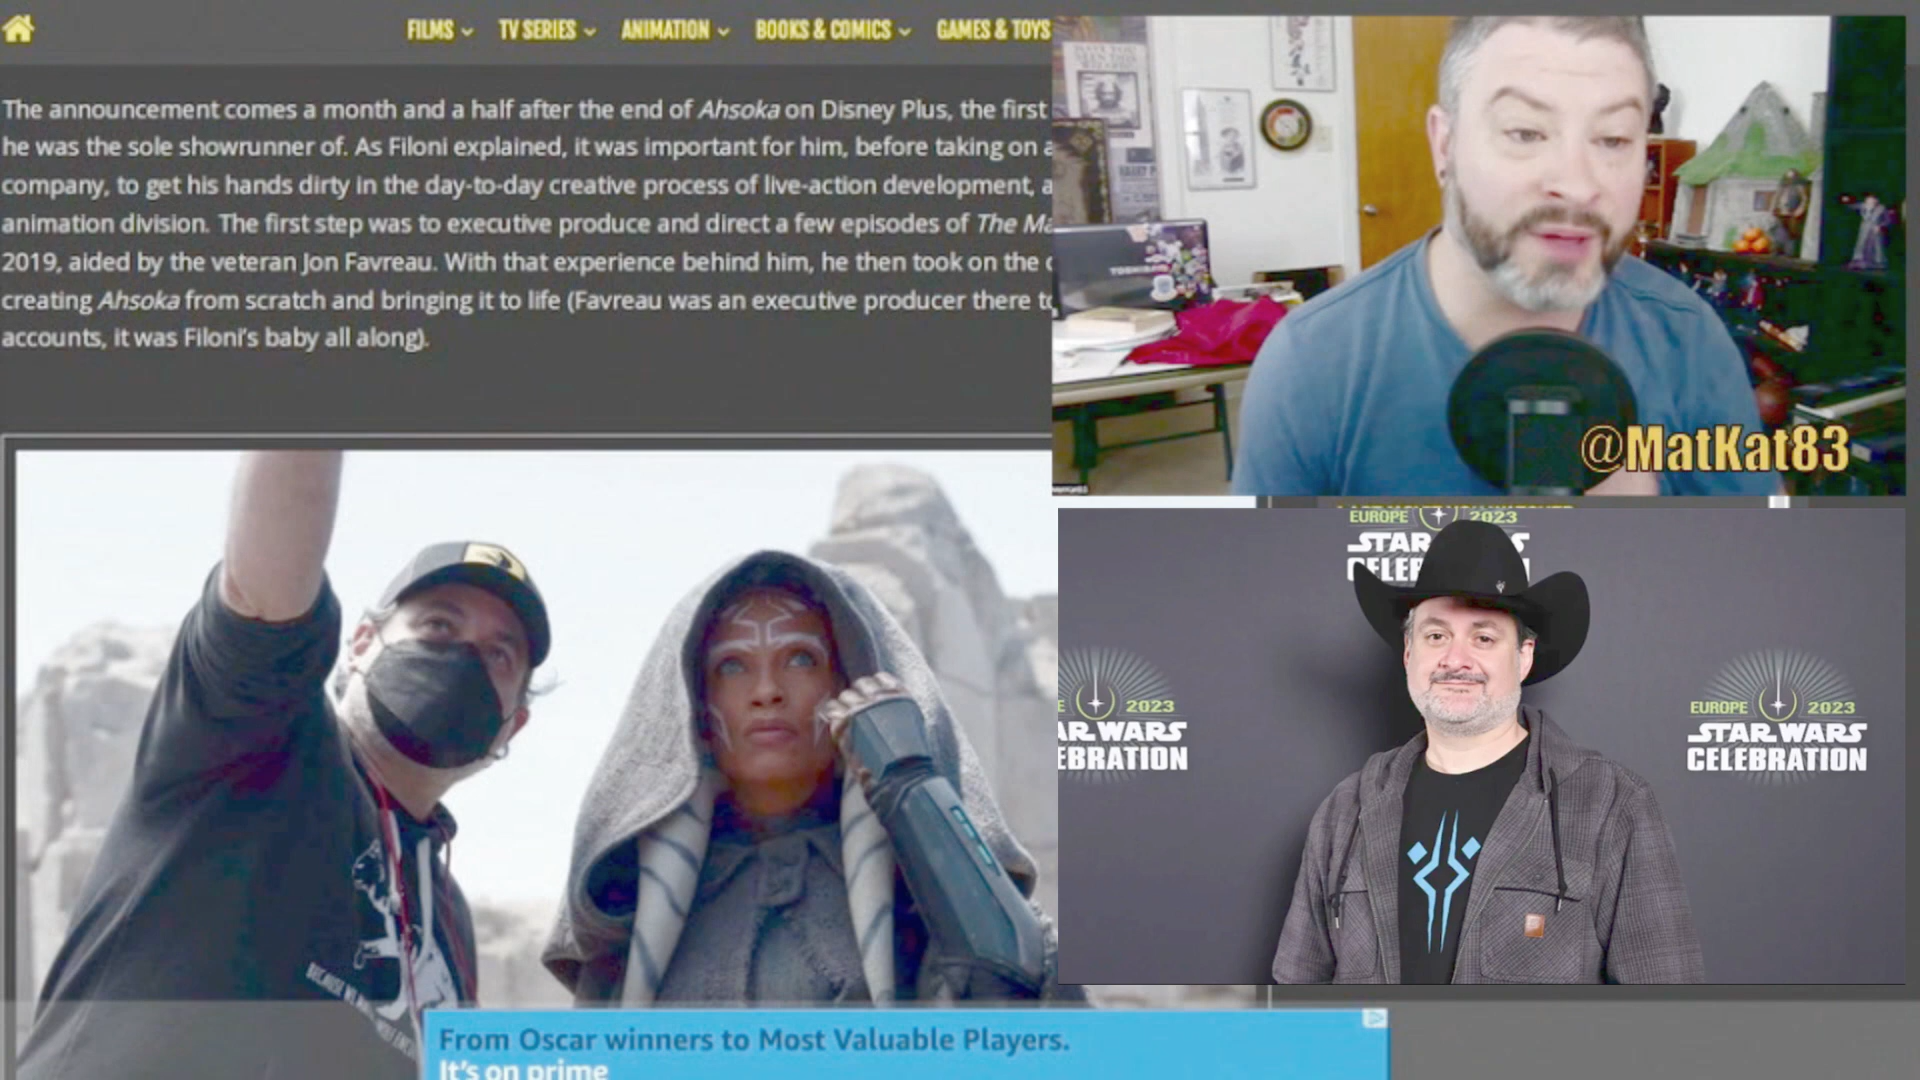 FILMS TV SERIES ANIMATION BOOKS & COMICS GAMES & TOYS
The announcement comes a month and a half after the end of Ahsoka on Disney Plus, the first
he was the sole showrunner of. As Filoni explained, it was important for him, before taking on
company, to get his hands dirty in the day-to-day creative process of live-action development,
animation division. The first step was to executive produce and direct a few episodes of The
2019, aided by the veteran Jon Favreau. With that experience behind him, he then took on the
creating Ahsoka from scratch and bringing it to life (Favreau was an executive producer there
accounts, it was Filoni's baby all along).
TOSHIBA
@MatKat83
EUROPE 2023
STAR
2023
WARS
CELEBRATION
EUROPE 2023
STAR WARS
CELEBRATION
BECAUSE
From Oscar winners to Most Valuable Players.
It's on prime